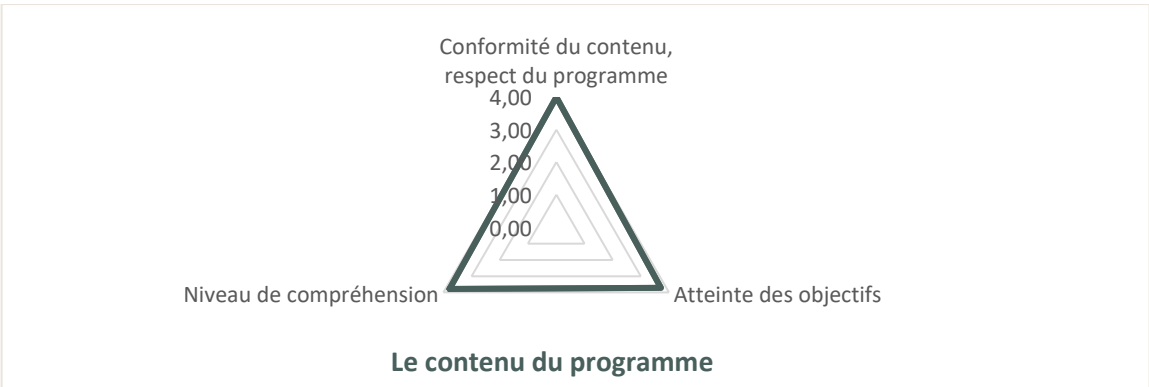 Conformité du contenu,
respect du programme
4,00
3,00
2,00
1,00
0,00
Niveau de compréhension
Atteinte des objectifs
Le contenu du programme